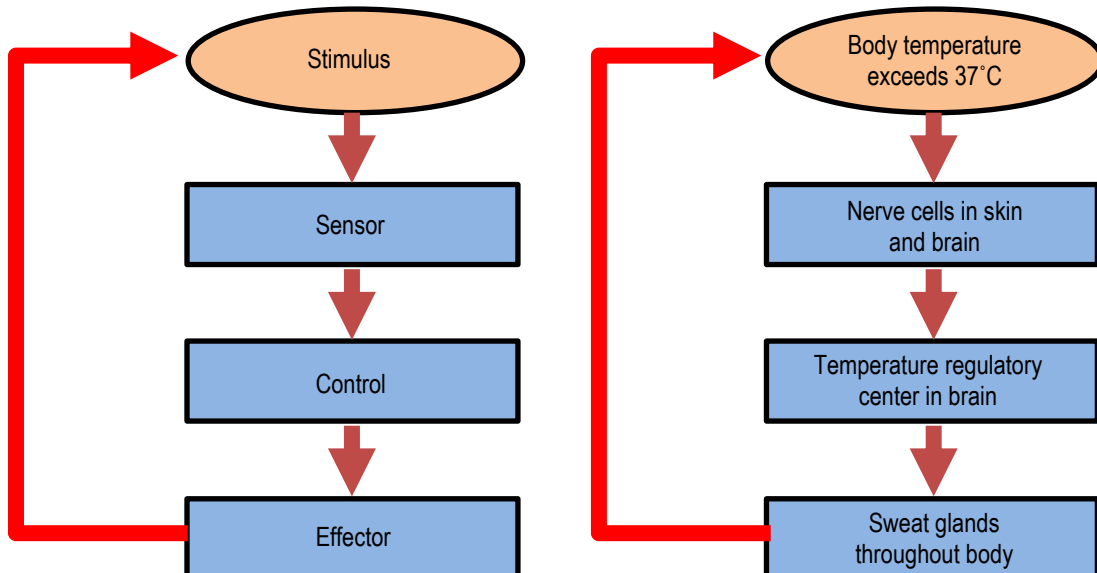 Stimulus
Sensor
Control
Effector
Body temperature
exceeds 37˚C
Nerve cells in skin
and brain
Temperature regulatory
center in brain
Sweat glands
throughout body